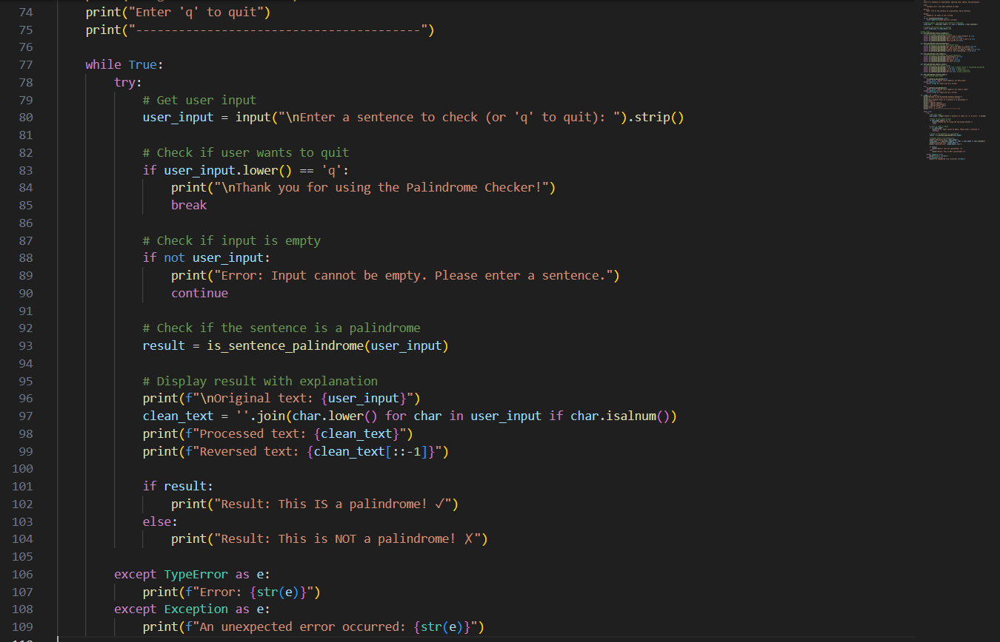 74 print("Enter 'q' to quit")
75 print("----------------------------------------")
76
77 while True:
78 try:
79 # Get user input
80 user_input = input("\nEnter a sentence to check (or 'q' to quit): ").strip()
81
82 # Check if user wants to quit
83 if user_input.lower() == 'q':
84 print("\nThank you for using the Palindrome Checker!")
85 break
86
87 # Check if input is empty
88 if not user_input:
89 print("Error: Input cannot be empty. Please enter a sentence.")
90 continue
91
92 # Check if the sentence is a palindrome
93 result = is_sentence_palindrome(user_input)
94
95 # Display result with explanation
96 print(f"\nOriginal text: {user_input}")
97 clean_text = ''.join(char.lower() for char in user_input if char.isalnum())
98 print(f"Processed text: {clean_text}")
99 print(f"Reversed text: {clean_text[::-1]}")
100
101 if result:
102 print("Result: This IS a palindrome! ✓")
103 else:
104 print("Result: This is NOT a palindrome! ✗")
105
106 except TypeError as e:
107 print(f"Error: {str(e)}")
108 except Exception as e:
109 print(f"An unexpected error occurred: {str(e)}")